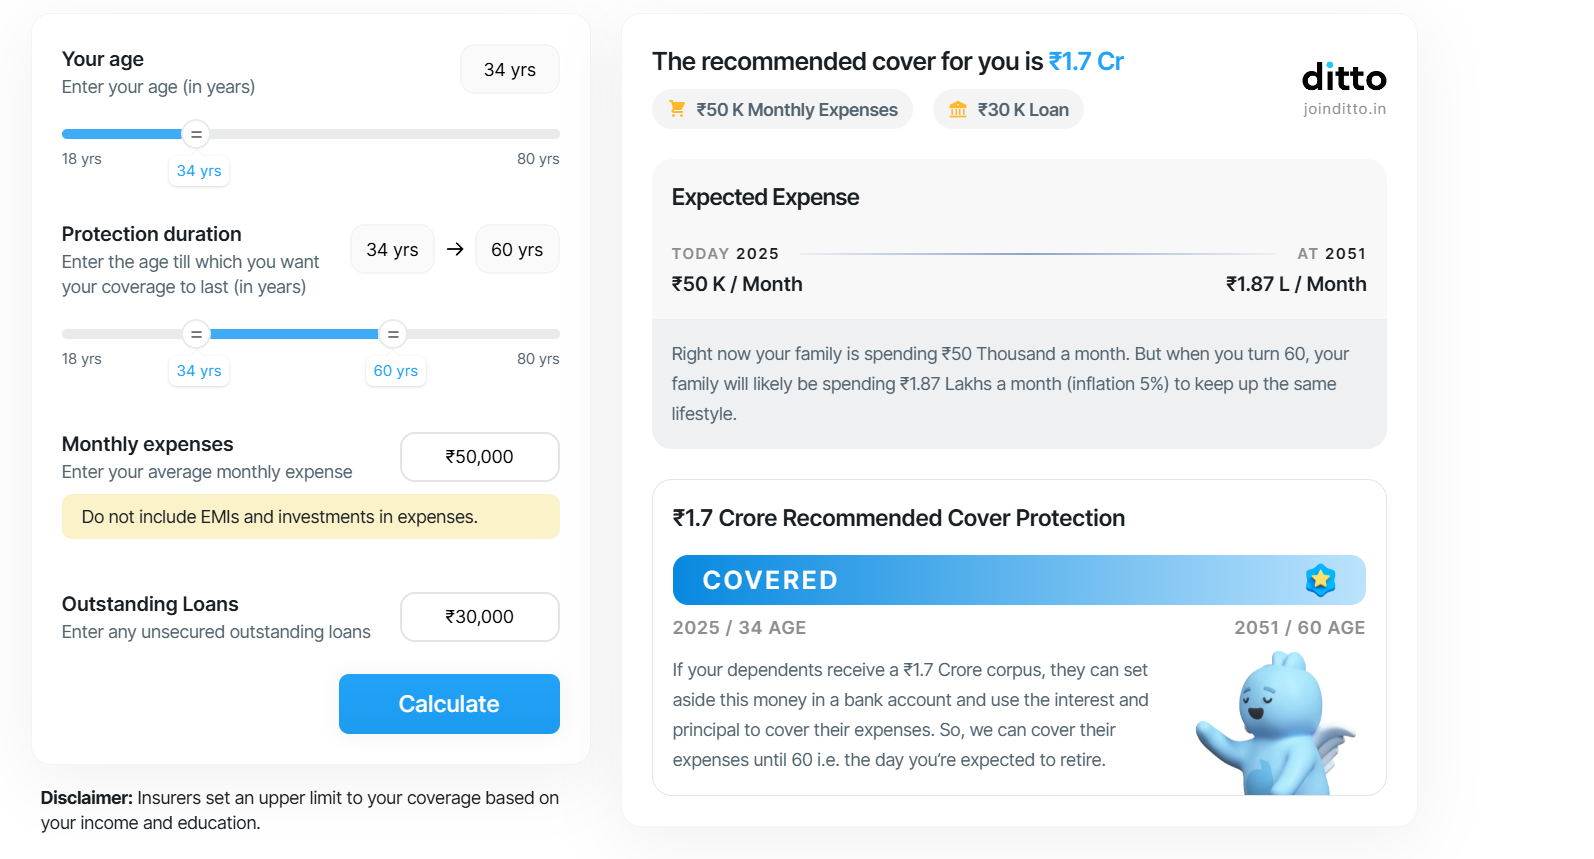 Your age
34 yrs
Enter your age (in years)
18 yrs
80 yrs
34 yrs
Protection duration
34 yrs → 60 yrs
Enter the age till which you want
your coverage to last (in years)
18 yrs
80 yrs
34 yrs
60 yrs
Monthly expenses
₹50,000
Enter your average monthly expense
Do not include EMIs and investments in expenses.
Outstanding Loans
₹30,000
Enter any unsecured outstanding loans
Calculate
Disclaimer: Insurers set an upper limit to your coverage based on
your income and education.
The recommended cover for you is ₹1.7 Cr
₹50 K Monthly Expenses
₹30 K Loan
ditto
joinditto.in
Expected Expense
TODAY 2025
AT 2051
₹50 K / Month
₹1.87 L / Month
Right now your family is spending ₹50 Thousand a month. But when you turn 60, your
family will likely be spending ₹1.87 Lakhs a month (inflation 5%) to keep up the same
lifestyle.
₹1.7 Crore Recommended Cover Protection
COVERED
2025 / 34 AGE
2051 / 60 AGE
If your dependents receive a ₹1.7 Crore corpus, they can set
aside this money in a bank account and use the interest and
principal to cover their expenses. So, we can cover their
expenses until 60 i.e. the day you’re expected to retire.